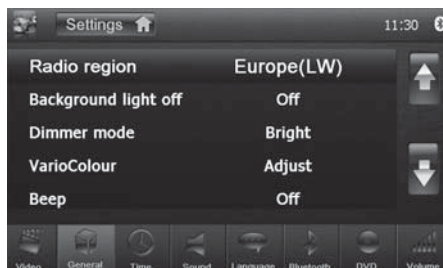 Settings 11:30
Radio region Europe(LW)
Background light off Off
Dimmer mode Bright
VarioColour Adjust
Beep Off
Video General Time Sound Language Bluetooth DVD Volume